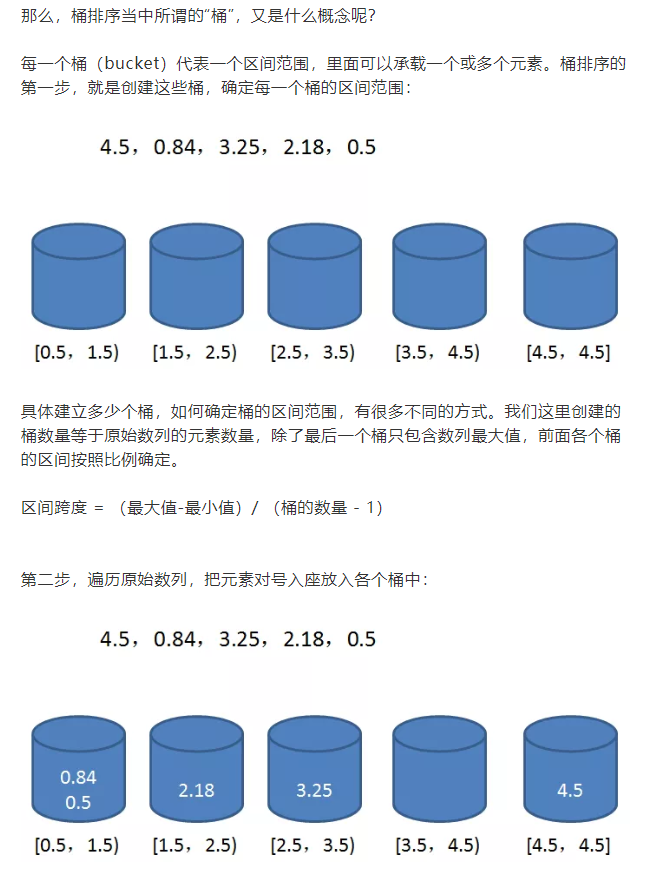 那么，桶排序当中所谓的“桶”，又是什么概念呢？
每一个桶（bucket）代表一个区间范围，里面可以承载一个或多个元素。桶排序的
第一步，就是创建这些桶，确定每一个桶的区间范围：
4.5，0.84，3.25，2.18，0.5
[0.5，1.5) [1.5，2.5) [2.5，3.5) [3.5，4.5) [4.5，4.5]
具体建立多少个桶，如何确定桶的区间范围，有很多不同的方式。我们这里创建的
桶数量等于原始数列的元素数量，除了最后一个桶只包含数列最大值，前面各个桶
的区间按照比例确定。
区间跨度 = （最大值-最小值）/ （桶的数量 - 1）
第二步，遍历原始数列，把元素对号入座放入各个桶中：
4.5，0.84，3.25，2.18，0.5
0.84
0.5
2.18
3.25
4.5
[0.5，1.5) [1.5，2.5) [2.5，3.5) [3.5，4.5) [4.5，4.5]